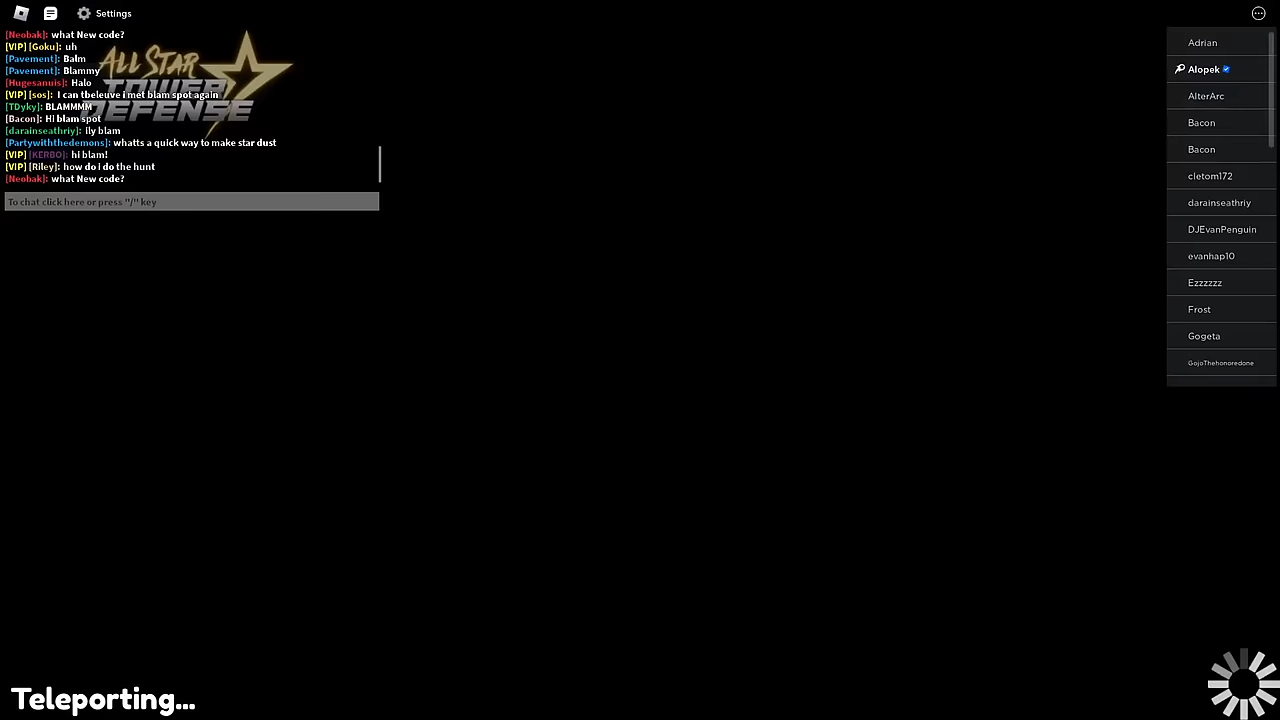 Settings
[Neobak]: what New code?
[VIP] [Goku]: uh
[Pavement]: Balm
[Pavement]: Blammy
[Hugesanuis]: Halo
[VIP] [sos]: I can tbeleuve i met blam spot again
[TDyky]: BLAMMMM
[Bacon]: HI blam spot
[darainseathriy]: ily blam
[Partywiththedemons]: whatts a quick way to make star dust
[VIP] [KERBO]: hi blam!
[VIP] [Riley]: how do I do the hunt
[Neobak]: what New code?
ALL STAR
TOWER
DEFENSE
To chat click here or press "/" key
Adrian
Alopek
AlterArc
Bacon
Bacon
cletom172
darainseathriy
DJEvanPenguin
evanhap10
Ezzzzzz
Frost
Gogeta
GojoThehonoredone
Teleporting...